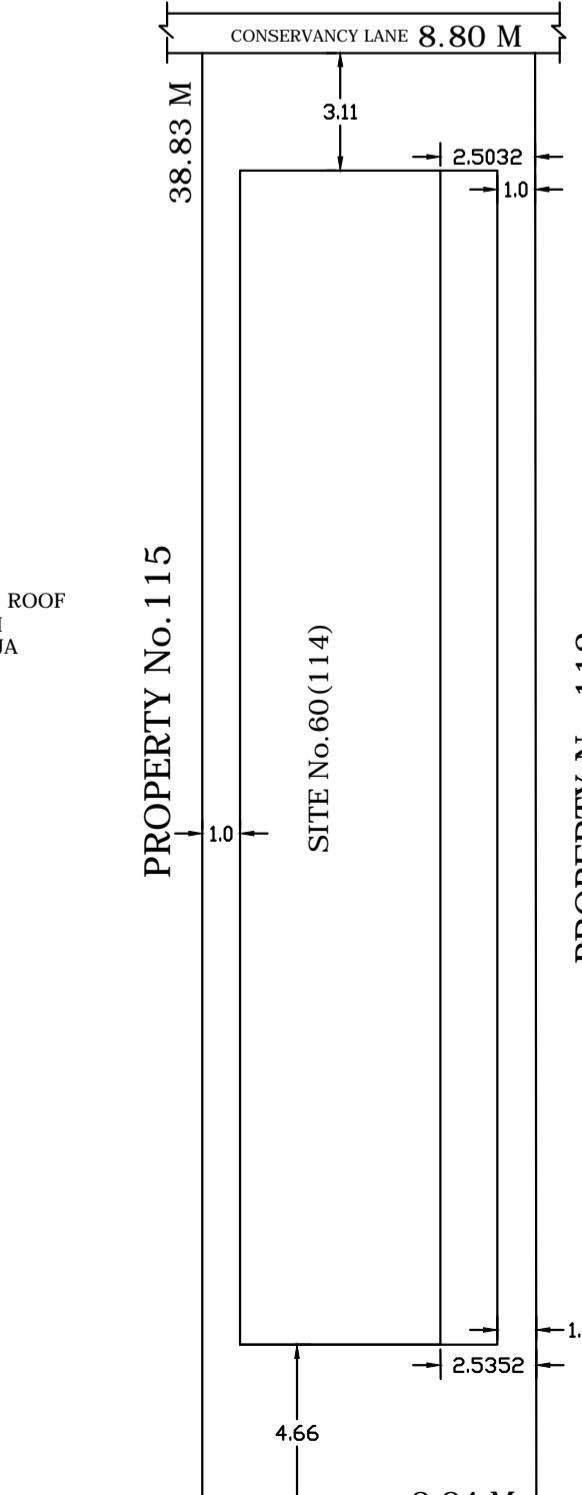 CONSERVANCY LANE 8.80 M
38.83 M
3.11
2.5032
1.0
ROOF
PROPERTY No.115
SITE No.60(114)
1.0
1.
2.5352
4.66